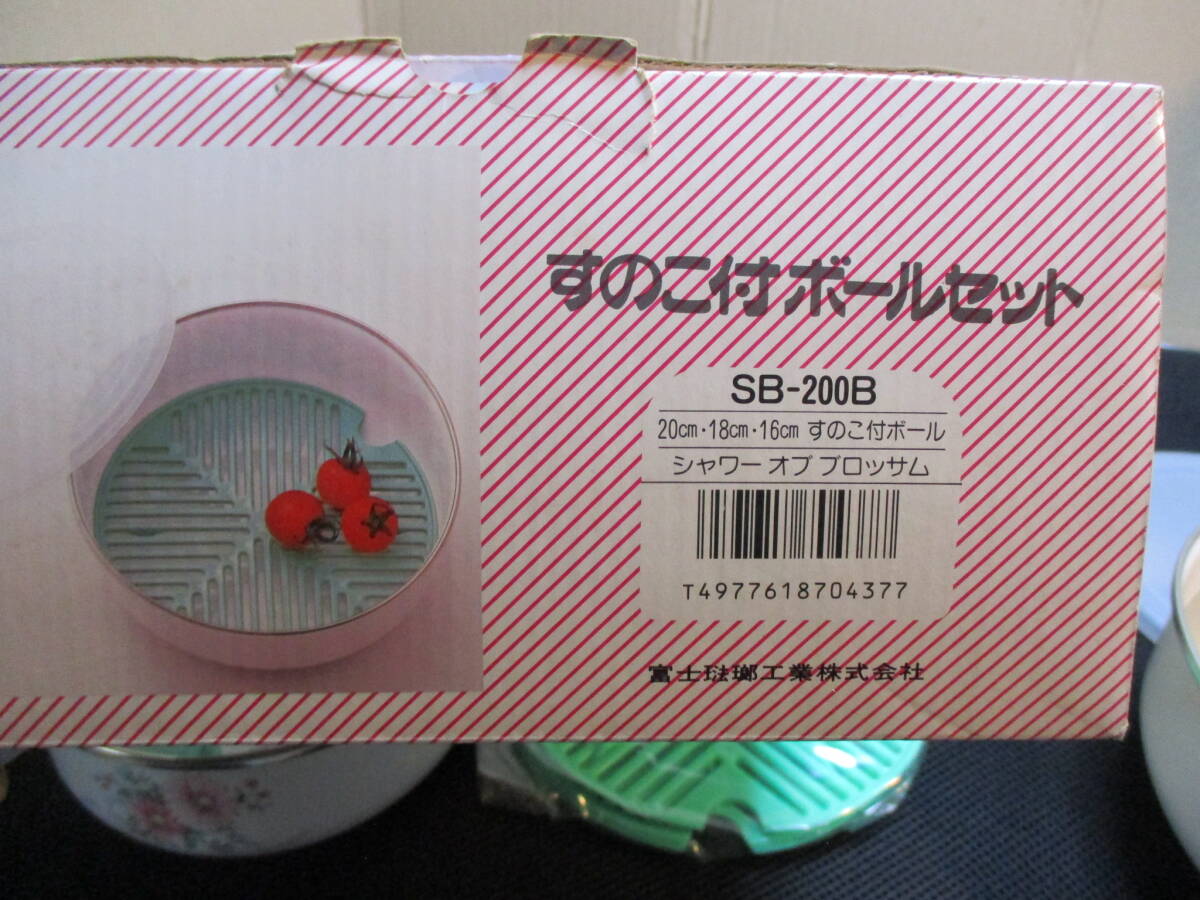 すのこ付ボールセット
SB-200B
20cm・18cm・16cm すのこ付ボール
シャワー オブ ブロッサム
T4977618704377
富士琺瑯工業株式会社